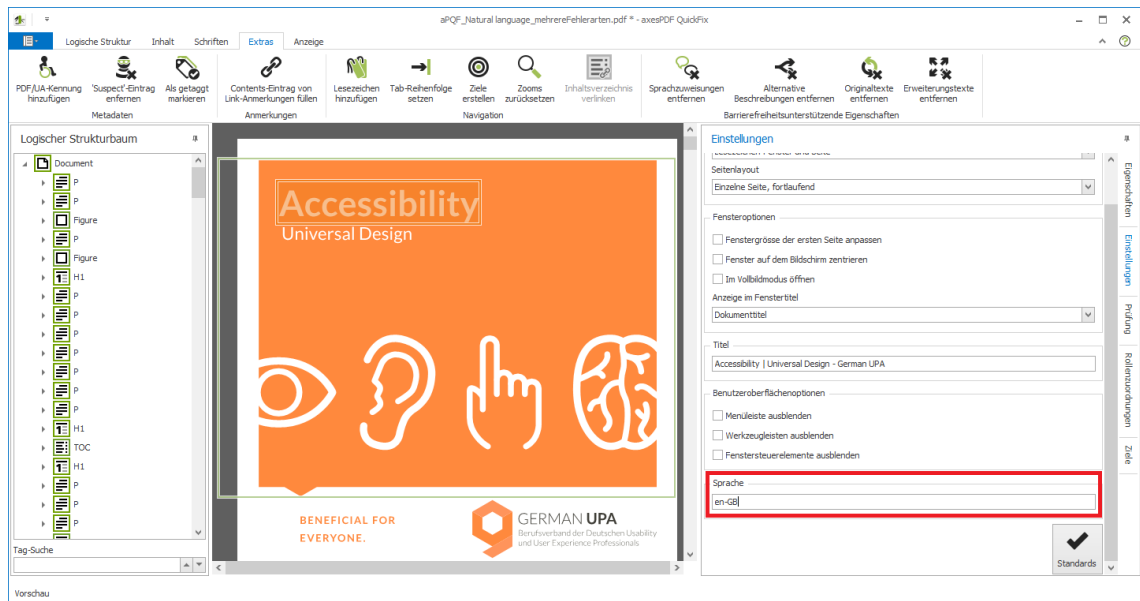 aPQF_Natural language_mehrereFehlerarten.pdf * - axesPDF QuickFix
Logische Struktur Inhalt Schriften Extras Anzeige
PDF/UA-Kennung hinzufügen
'Suspect'-Eintrag entfernen
Als getaggt markieren
Contents-Eintrag von Link-Anmerkungen füllen
Lesezeichen hinzufügen
Tab-Reihenfolge setzen
Ziele erstellen
Zooms zurücksetzen
Inhaltsverzeichnis verlinken
Sprachzuweisungen entfernen
Alternative Beschreibungen entfernen
Originaltexte entfernen
Erweiterungstexte entfernen
Metadaten Anmerkungen Navigation Barrierefreiheitsunterstützende Eigenschaften
Logischer Strukturbaum
Document
P
P
Figure
P
Figure
H1
P
P
P
P
P
P
P
H1
TOC
H1
P
P
P
Tag-Suche
Vorschau
Accessibility
Universal Design
BENEFICIAL FOR
EVERYONE.
GERMAN UPA
Berufsverband der Deutschen Usability
und User Experience Professionals
Einstellungen
Seitenlayout
Einzelne Seite, fortlaufend
Fensteroptionen
Fenstergrösse der ersten Seite anpassen
Fenster auf dem Bildschirm zentrieren
Im Vollbildmodus öffnen
Anzeige im Fenstertitel
Dokumenttitel
Titel
Accessibility | Universal Design - German UPA
Benutzeroberflächenoptionen
Menüleiste ausblenden
Werkzeugleisten ausblenden
Fenstersteuerelemente ausblenden
Sprache
en-GB
Standards
Eigenschaften
Einstellungen
Prüfung
Rollenzuordnungen
Ziele